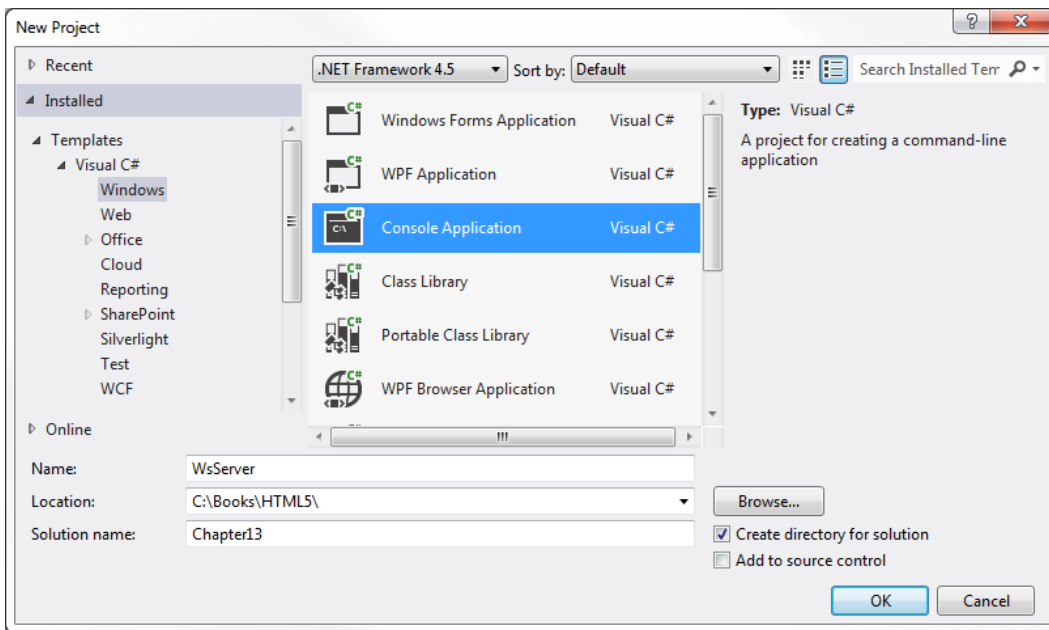 New Project
Recent
Installed
Templates
Visual C#
Windows
Web
Office
Cloud
Reporting
SharePoint
Silverlight
Test
WCF
Online
.NET Framework 4.5 Sort by: Default
Search Installed Tem
C# Windows Forms Application Visual C#
C# WPF Application Visual C#
C# C:\ Console Application Visual C#
C# Class Library Visual C#
C# Portable Class Library Visual C#
C# WPF Browser Application Visual C#
Type: Visual C#
A project for creating a command-line
application
Name: WsServer
Location: C:\Books\HTML5\
Solution name: Chapter13
Browse...
Create directory for solution
Add to source control
OK Cancel